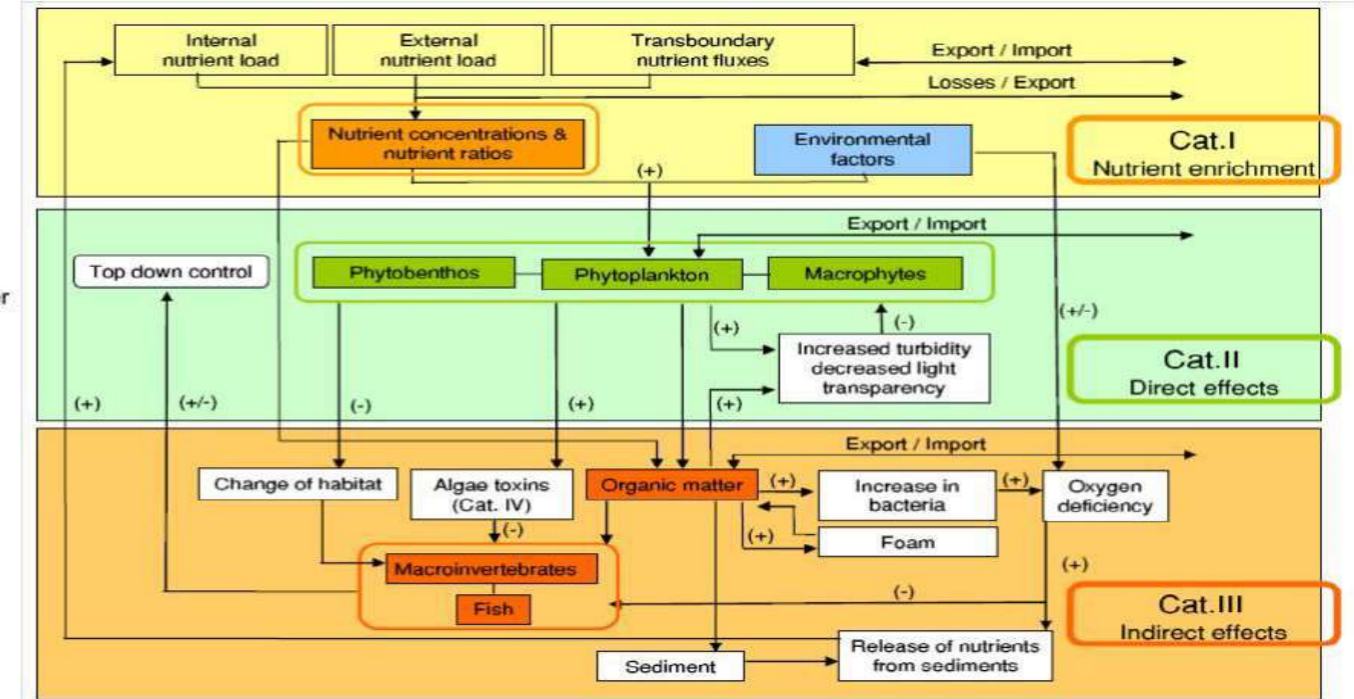 Internal
nutrient load
External
nutrient load
Transboundary
nutrient fluxes
Export / Import
Losses / Export
Nutrient concentrations &
nutrient ratios
Environmental
factors
(+)
Cat.I
Nutrient enrichment
Export / Import
Top down control
Phytobenthos
Phytoplankton
Macrophytes
er
(+)
(-)
(+/-)
Increased turbidity
decreased light
transparency
Cat.II
Direct effects
(+)
(+/-)
(-)
(+)
(+)
Export / Import
Change of habitat
Algae toxins
(Cat. IV)
Organic matter
(+)
Increase in
bacteria
(+)
Oxygen
deficiency
(-)
(+)
Foam
Macroinvertebrates
Fish
(+)
(-)
Cat.III
Indirect effects
Sediment
Release of nutrients
from sediments